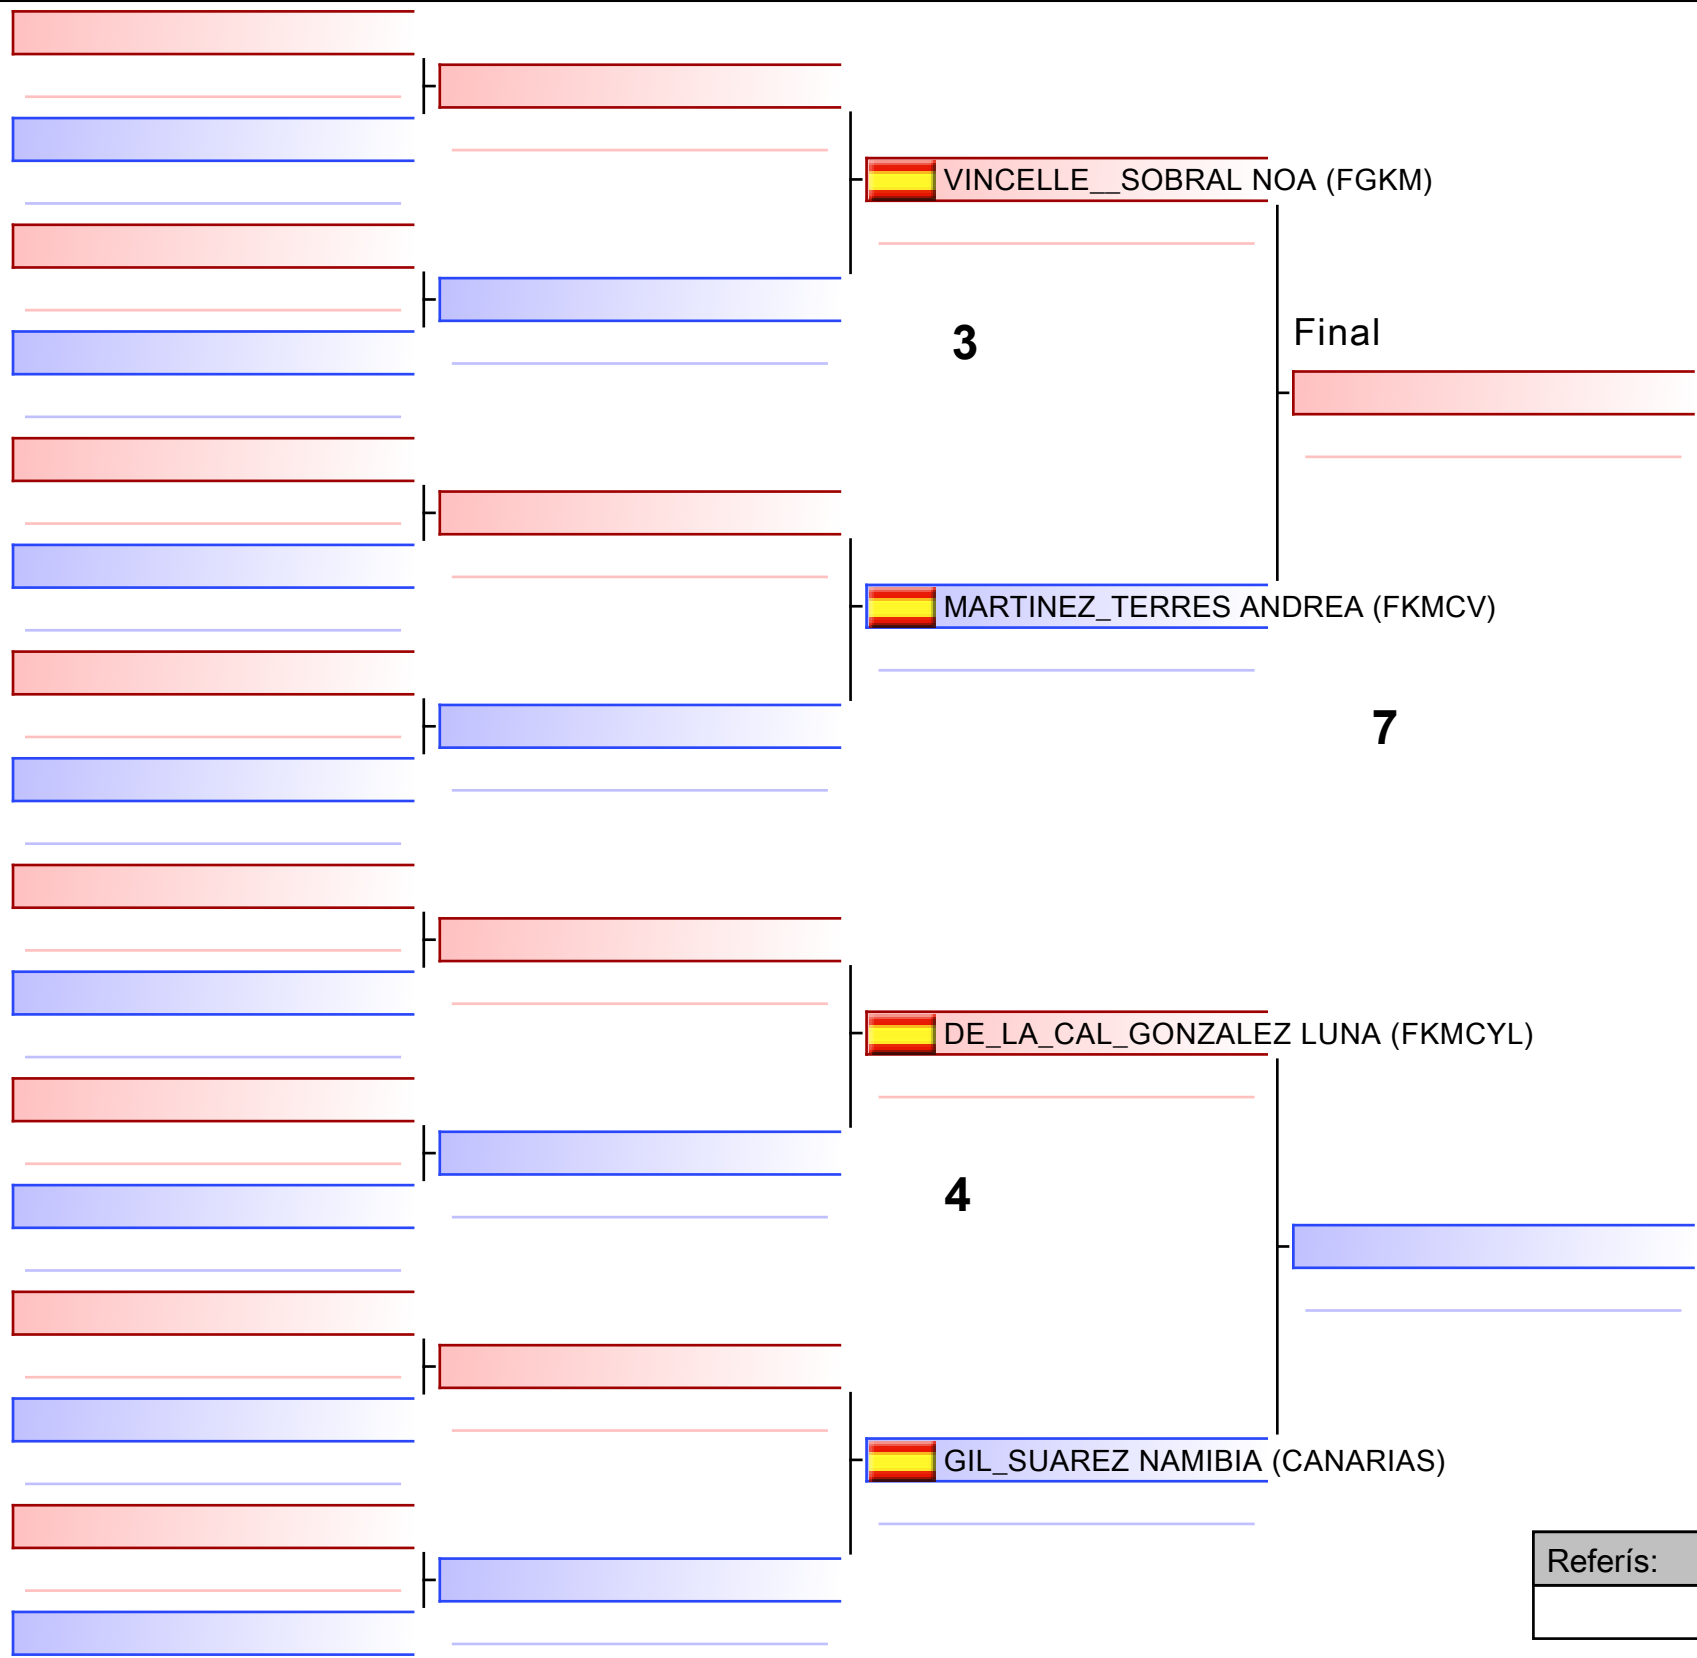 VINCELLE__SOBRAL NOA (FGKM)
3
Final
MARTINEZ_TERRES ANDREA (FKMCV)
7
DE_LA_CAL_GONZALEZ LUNA (FKMCYL)
4
GIL_SUAREZ NAMIBIA (CANARIAS)
Referís: